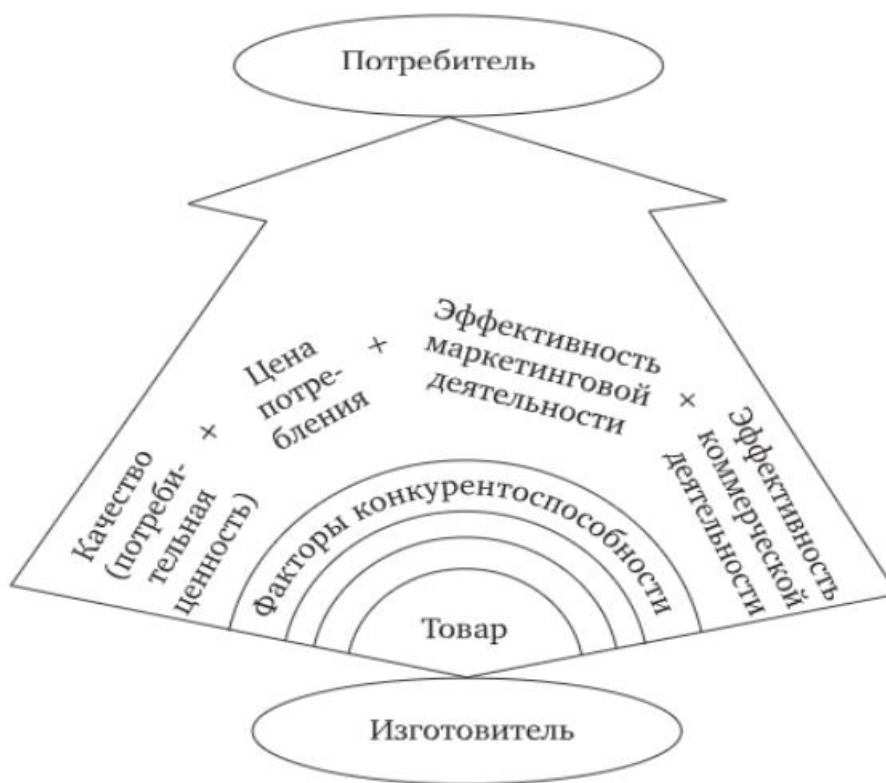 Потребитель
Качество
(потреби-
тельная
ценность)
+
Цена
потре-
бления
+
Эффективность
маркетинговой
деятельности
+
Эффективность
коммерческой
деятельности
Факторы конкурентоспособности
Товар
Изготовитель